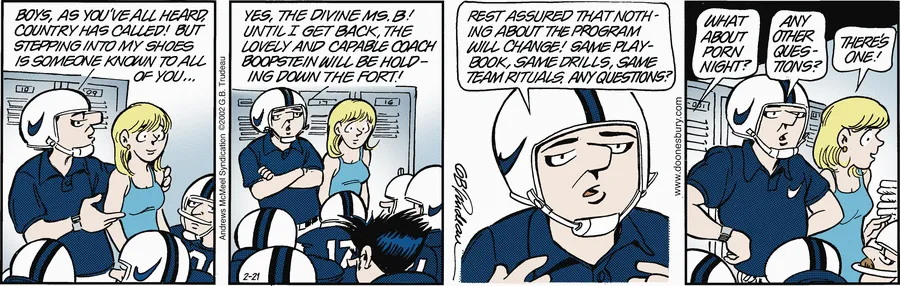 BOYS, AS YOU'VE ALL HEARD,
COUNTRY HAS CALLED! BUT
STEPPING INTO MY SHOES
IS SOMEONE KNOWN TO ALL
OF YOU...
10
09
Andrews McMeel Syndication ©2002 G.B. Trudeau
YES, THE DIVINE MS. B!
UNTIL I GET BACK, THE
LOVELY AND CAPABLE COACH
BOOPSTEIN WILL BE HOLD-
ING DOWN THE FORT!
12
2-21
REST ASSURED THAT NOTH-
ING ABOUT THE PROGRAM
WILL CHANGE! SAME PLAY-
BOOK, SAME DRILLS, SAME
TEAM RITUALS. ANY QUESTIONS?
GBTrudeau
www.doonesbury.com
WHAT
ABOUT
PORN
NIGHT?
ANY
OTHER
QUES-
TIONS?
THERE'S
ONE!